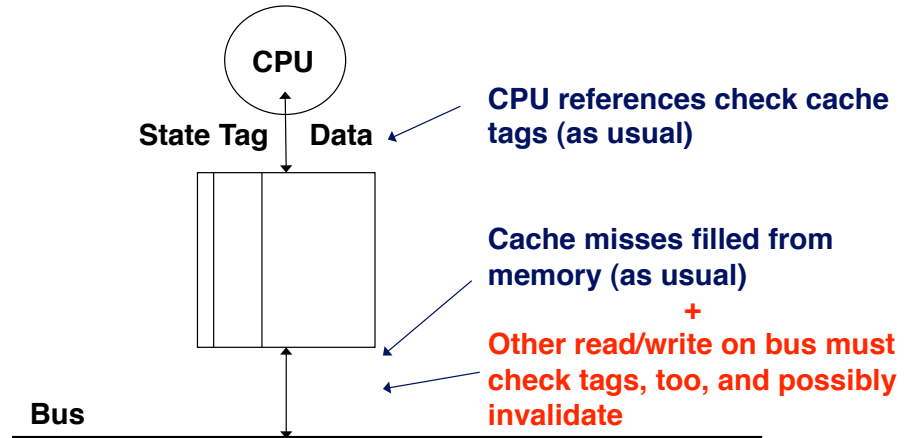 CPU
CPU references check cache
tags (as usual)
State Tag Data
Cache misses filled from
memory (as usual)
+
Other read/write on bus must
check tags, too, and possibly
invalidate
Bus